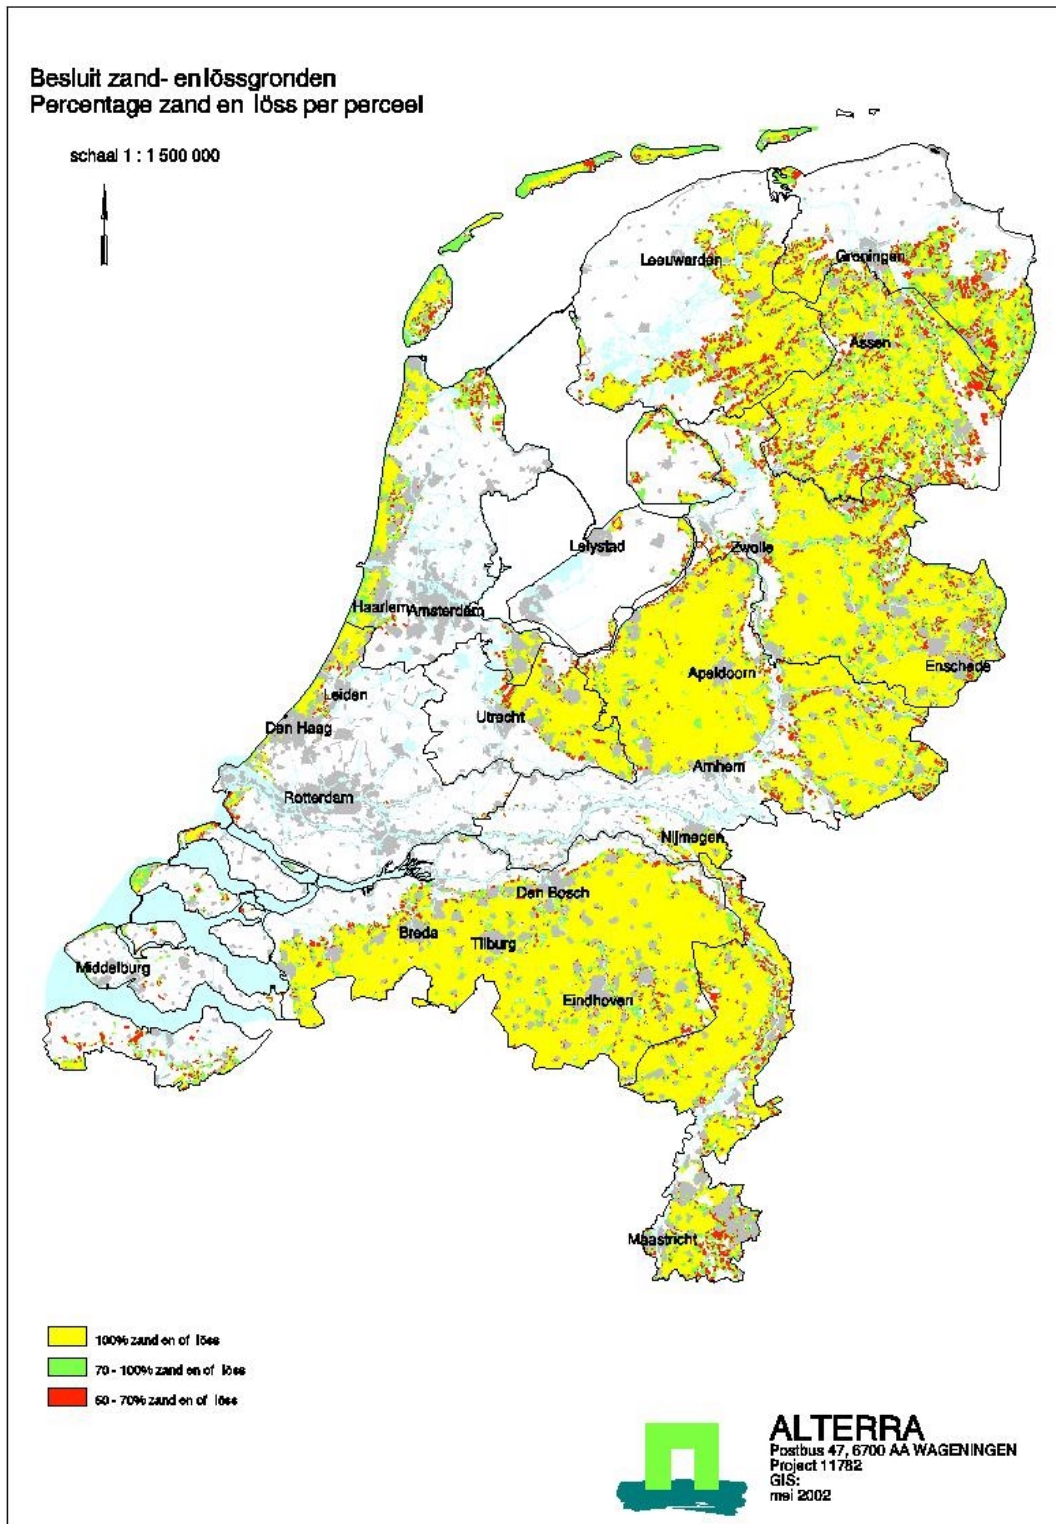 Besluit zand- en lössgronden
Percentage zand en löss per perceel
schaal 1 : 1 500 000
Leeuwarden
Groningen
Assen
Lelystad
Zwolle
Haarlem
Amsterdam
Enschede
Apeldoorn
Leiden
Utrecht
Den Haag
Arnhem
Rotterdam
Nijmegen
Den Bosch
Breda
Tilburg
Middelburg
Eindhoven
Maastricht
100% zand en of löss
70 - 100% zand en of löss
50 - 70% zand en of löss
ALTERRA
Postbus 47, 6700 AA WAGENINGEN
Project 11782
GIS:
mei 2002